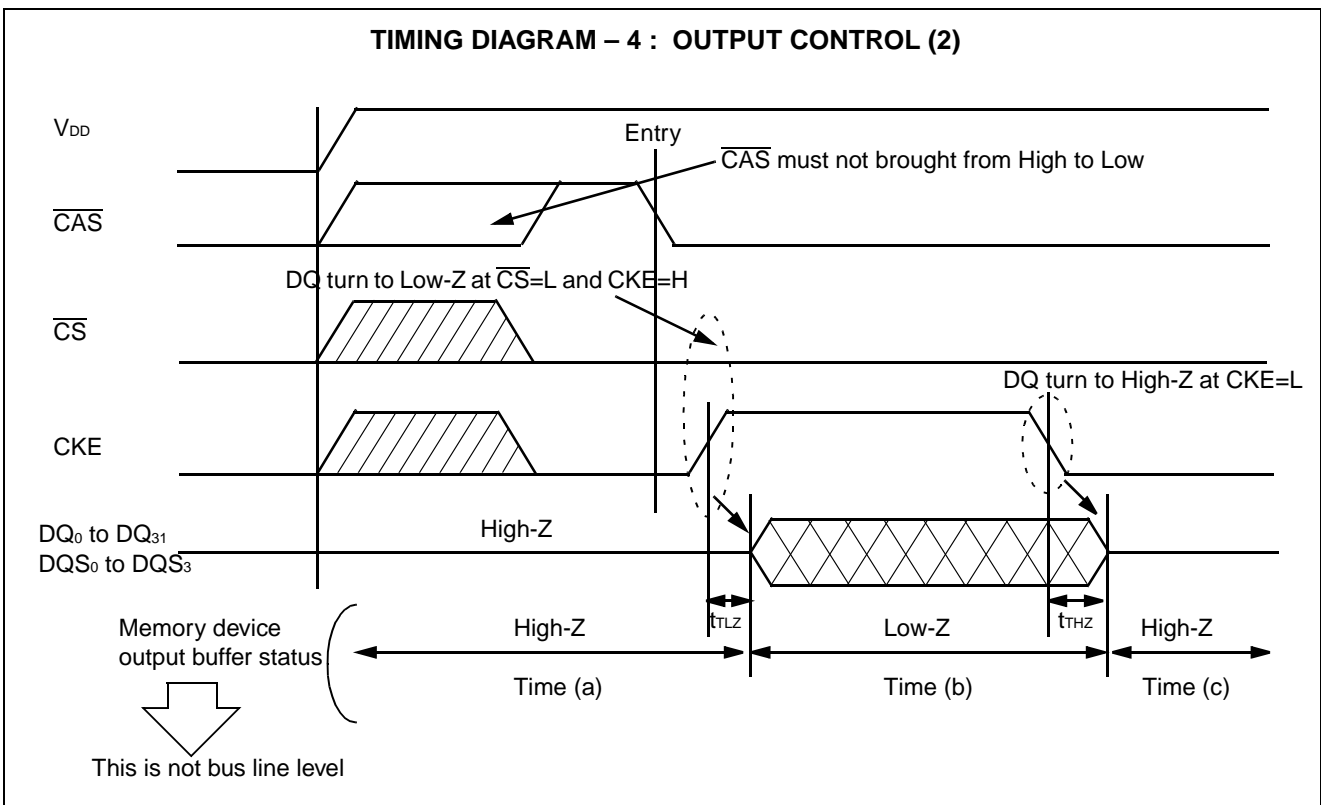 TIMING DIAGRAM – 4 : OUTPUT CONTROL (2)
VDD
Entry
CAS must not brought from High to Low
CAS
DQ turn to Low-Z at CS=L and CKE=H
CS
DQ turn to High-Z at CKE=L
CKE
High-Z
DQ0 to DQ31
DQS0 to DQS3
tTLZ
tTHZ
Memory device
output buffer status
High-Z
Low-Z
High-Z
Time (a)
Time (b)
Time (c)
This is not bus line level